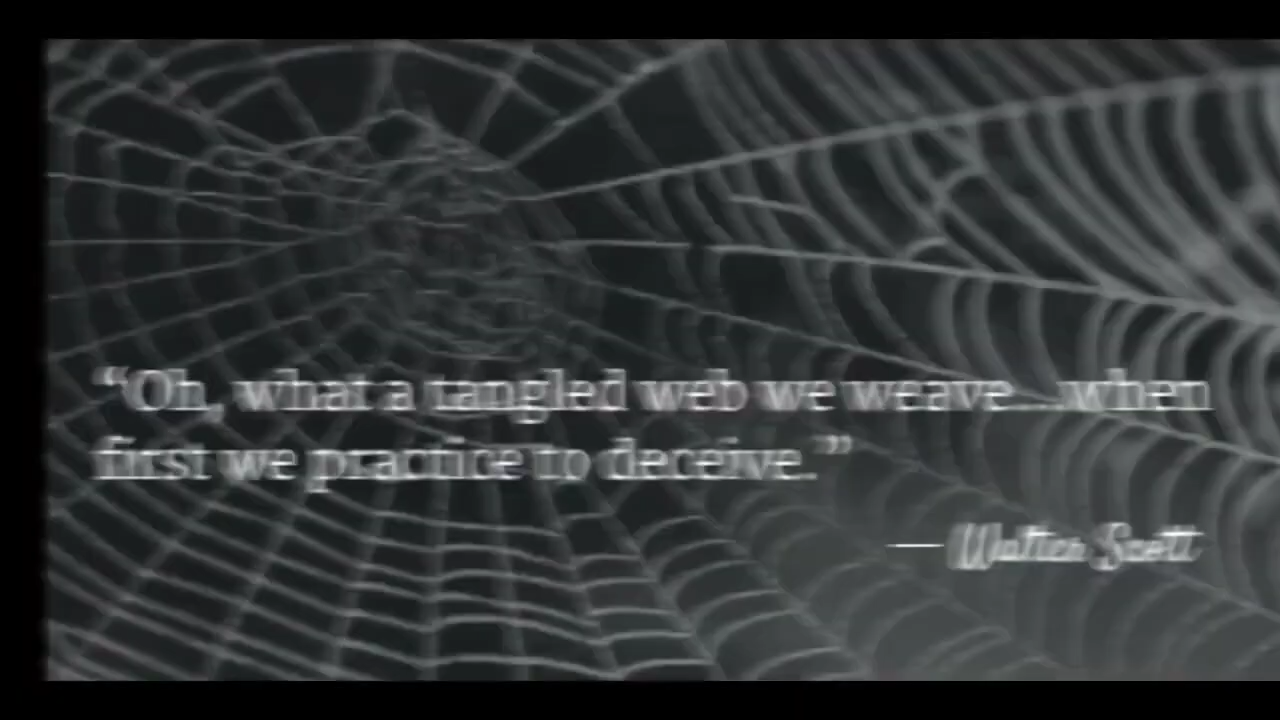 “Oh, what a tangled web we weave...when
first we practice to deceive.”
— Walter Scott